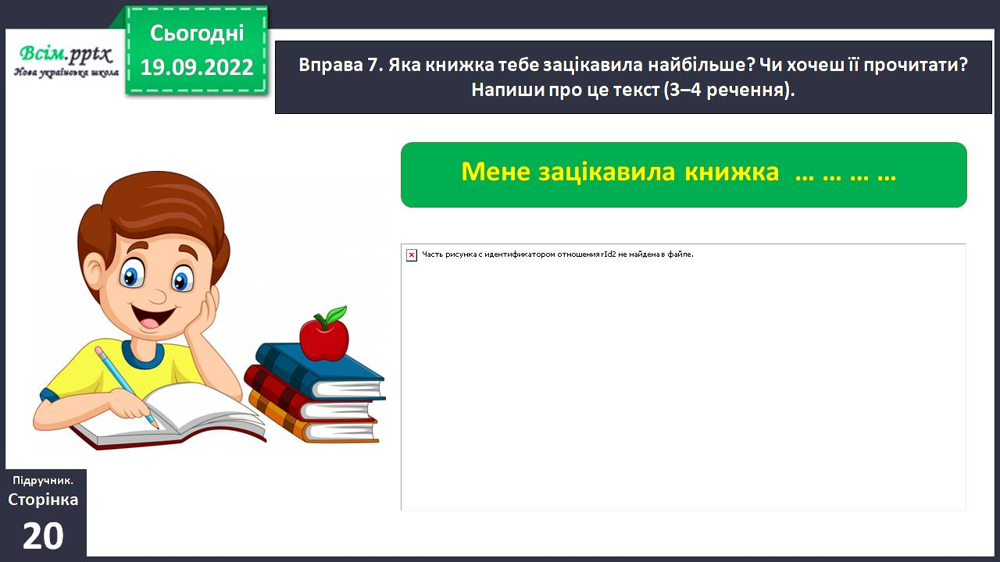 Сьогодні
19.09.2022
Всім.pptx
Нова українська школа
Вправа 7. Яка книжка тебе зацікавила найбільше? Чи хочеш її прочитати?
Напиши про це текст (3–4 речення).
Мене зацікавила книжка ... ... ... ...
Часть рисунка с идентификатором отношения rId2 не найдена в файле.
Підручник.
Сторінка
20